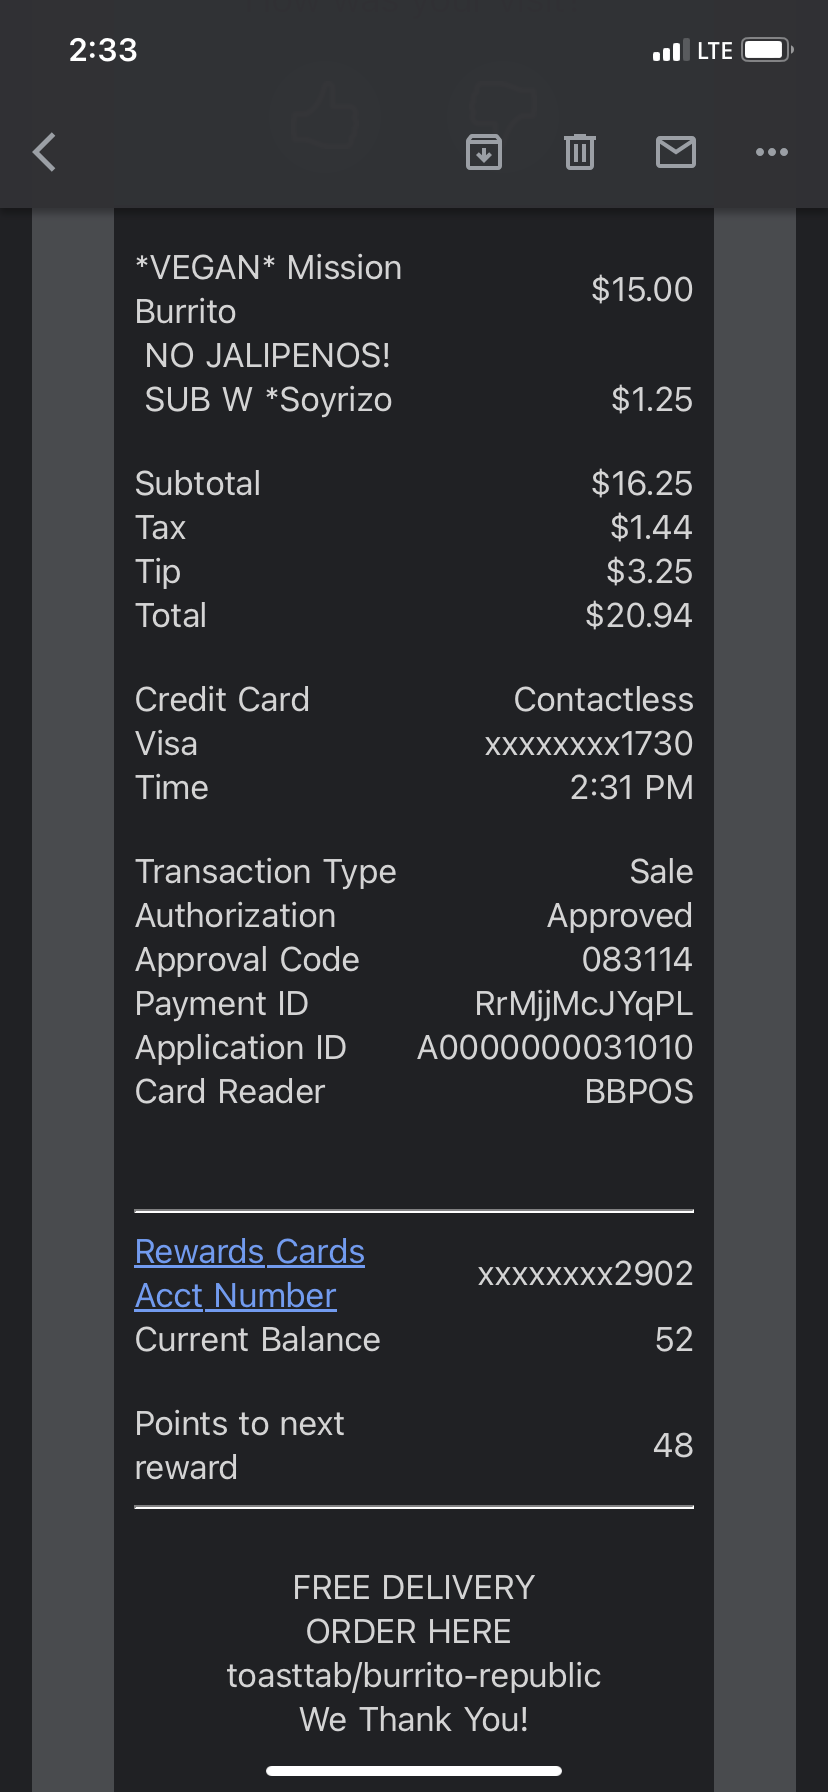 2:33 LTE
*VEGAN* Mission
Burrito $15.00
NO JALIPENOS!
SUB W *Soyrizo $1.25
Subtotal $16.25
Tax $1.44
Tip $3.25
Total $20.94
Credit Card Contactless
Visa xxxxxxxx1730
Time 2:31 PM
Transaction Type Sale
Authorization Approved
Approval Code 083114
Payment ID RrMjjMcJYqPL
Application ID A0000000031010
Card Reader BBPOS
Rewards Cards
Acct Number xxxxxxxx2902
Current Balance 52
Points to next
reward 48
FREE DELIVERY
ORDER HERE
toasttab/burrito-republic
We Thank You!